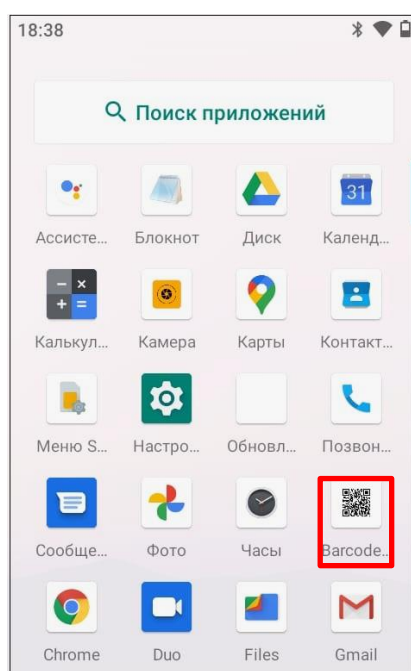 18:38
Поиск приложений
31
Ассисте... Блокнот Диск Календ...
Калькул... Камера Карты Контакт...
Меню S... Настро... Обновл... Позвон...
Сообще... Фото Часы Barcode...
Chrome Duo Files Gmail